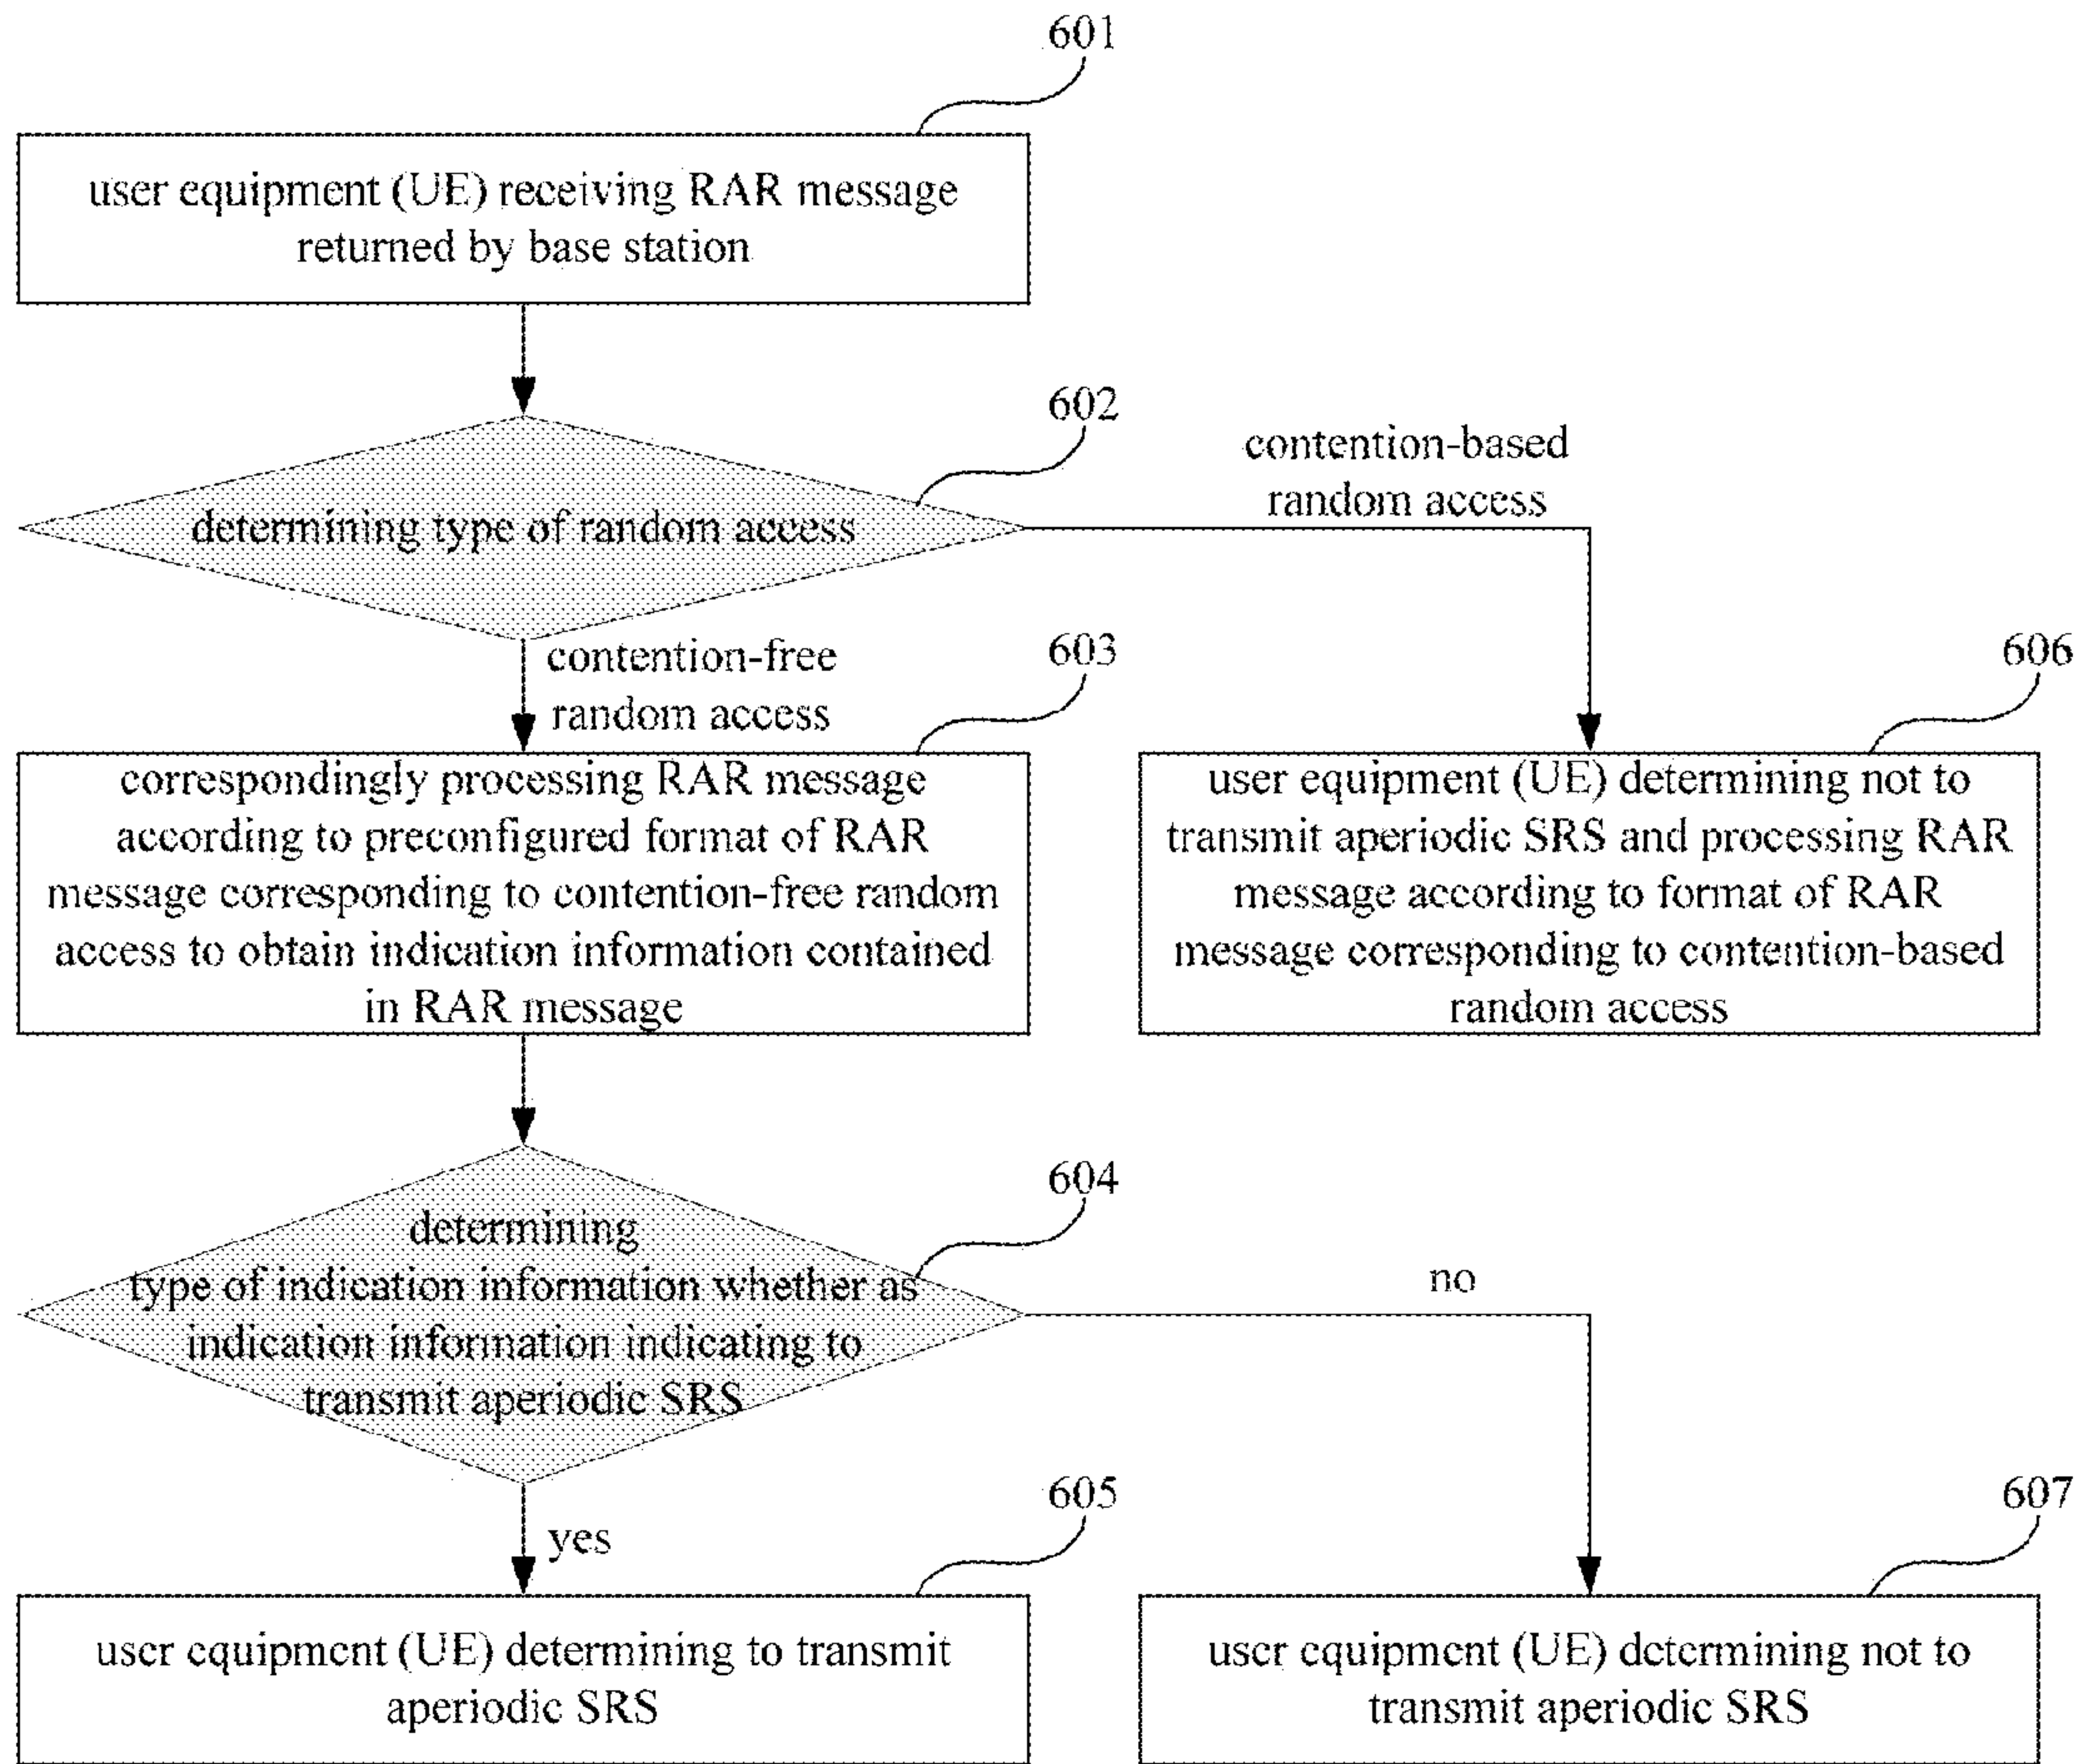 601
user equipment (UE) receiving RAR message
returned by base station
602
contention-based
random access
determining type of random access
contention-free
random access
603
606
correspondingly processing RAR message
according to preconfigured format of RAR
message corresponding to contention-free random
access to obtain indication information contained
in RAR message
user equipment (UE) determining not to
transmit aperiodic SRS and processing RAR
message according to format of RAR
message corresponding to contention-based
random access
604
determining
type of indication information whether as
indication information indicating to
transmit aperiodic SRS
no
yes
605
607
user equipment (UE) determining to transmit
aperiodic SRS
user equipment (UE) determining not to
transmit aperiodic SRS